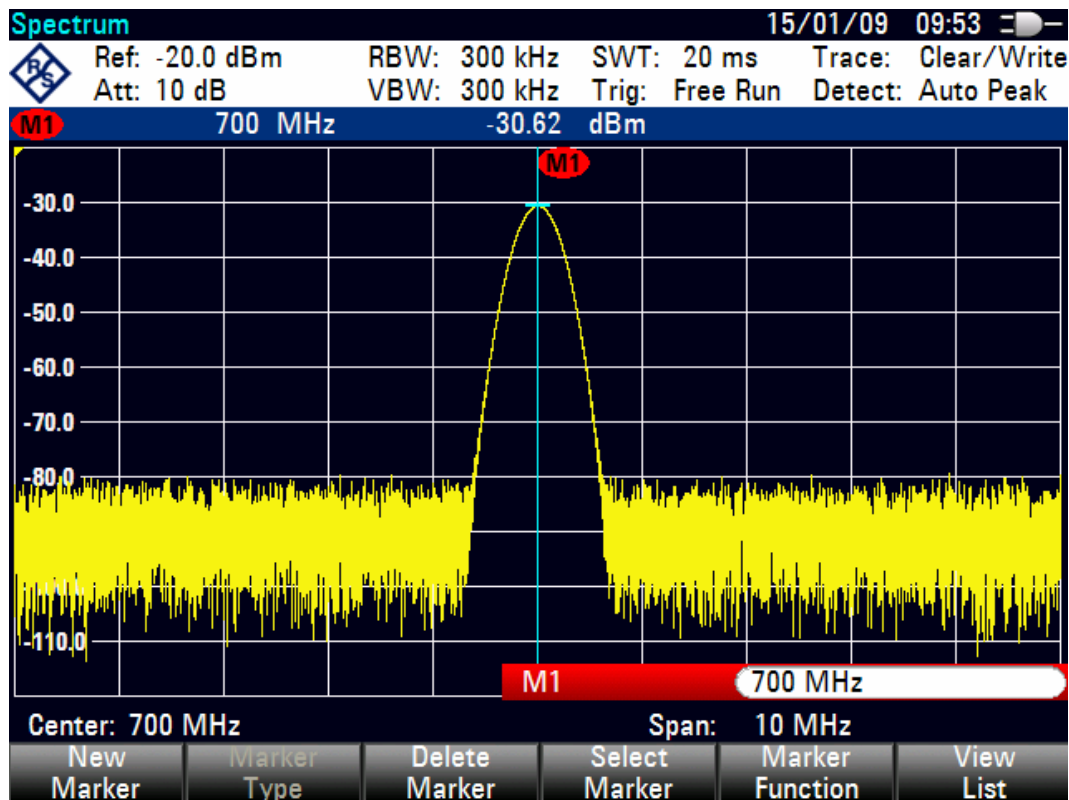 Spectrum 15/01/09 09:53
R&S Ref: -20.0 dBm RBW: 300 kHz SWT: 20 ms Trace: Clear/Write
Att: 10 dB VBW: 300 kHz Trig: Free Run Detect: Auto Peak
M1 700 MHz -30.62 dBm
M1
-30.0
-40.0
-50.0
-60.0
-70.0
-80.0
-110.0
M1 700 MHz
Center: 700 MHz Span: 10 MHz
New Marker Delete Select Marker View
Marker Type Marker Marker Function List